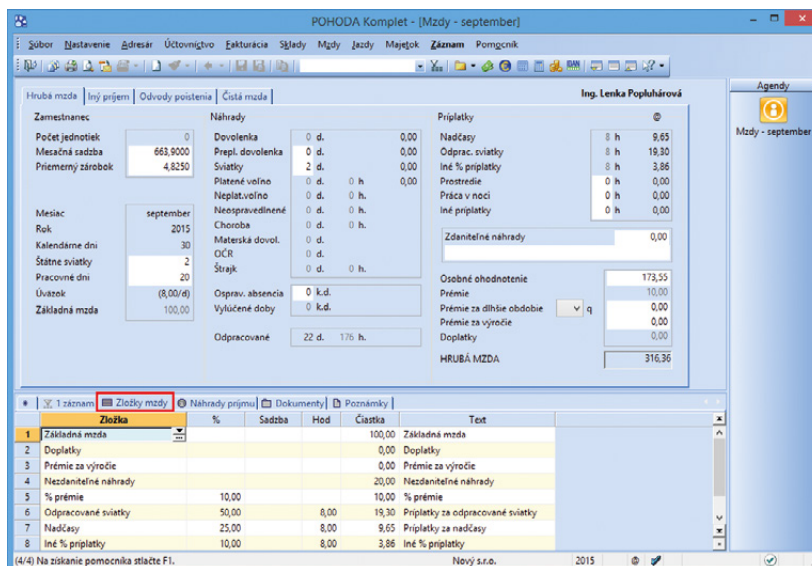 POHODA Komplet - [Mzdy - september]
Súbor Nastavenie Adresár Účtovníctvo Fakturácia Sklady Mzdy Jazdy Majetok Záznam Pomocník
Hrubá mzda Iný príjem Odvody poistenia Čistá mzda Ing. Lenka Popluhárová
Agendy
Mzdy - september
Zamestnanec
Počet jednotiek 0
Mesačná sadzba 663,9000
Priemerný zárobok 4,8250
Mesiac september
Rok 2015
Kalendárne dni 30
Štátne sviatky 2
Pracovné dni 20
Úväzok (8,00/d)
Základná mzda 100,00
Náhrady
Dovolenka 0 d. 0,00
Prepl. dovolenka 0 d. 0,00
Sviatky 2 d. 0,00
Platené voľno 0 d. 0 h 0,00
Neplat.voľno 0 d. 0 h.
Neospravedlnené 0 d. 0 h.
Choroba 0 d. 0 h.
Materská dovol. 0 d.
OČR 0 d.
Štrajk 0 d. 0 h.
Osprav. absencia 0 k.d.
Vylúčené doby 0 k.d.
Odpracované 22 d. 176 h.
Príplatky @
Nadčasy 8 h 9,65
Odprac. sviatky 8 h 19,30
Iné % príplatky 8 h 3,86
Prostredie 0 h 0,00
Práca v noci 0 h 0,00
Iné príplatky 0 h 0,00
Zdaniteľné náhrady 0,00
Osobné ohodnotenie 173,55
Prémie 10,00
Prémie za dlhšie obdobie q 0,00
Prémie za výročie 0,00
Doplatky 0,00
HRUBÁ MZDA 316,36
* 1 záznam Zložky mzdy Náhrady príjmu Dokumenty Poznámky
Zložka % Sadzba Hod Čiastka Text
1 Základná mzda 100,00 Základná mzda
2 Doplatky 0,00 Doplatky
3 Prémie za výročie 0,00 Prémie za výročie
4 Nezdaniteľné náhrady 20,00 Nezdaniteľné náhrady
5 % prémie 10,00 10,00 % prémie
6 Odpracované sviatky 50,00 8,00 19,30 Príplatky za odpracované sviatky
7 Nadčasy 25,00 8,00 9,65 Príplatky za nadčasy
8 Iné % príplatky 10,00 8,00 3,86 Iné % príplatky
(4/4) Na získanie pomocníka stlačte F1. Nový s.r.o. 2015 @